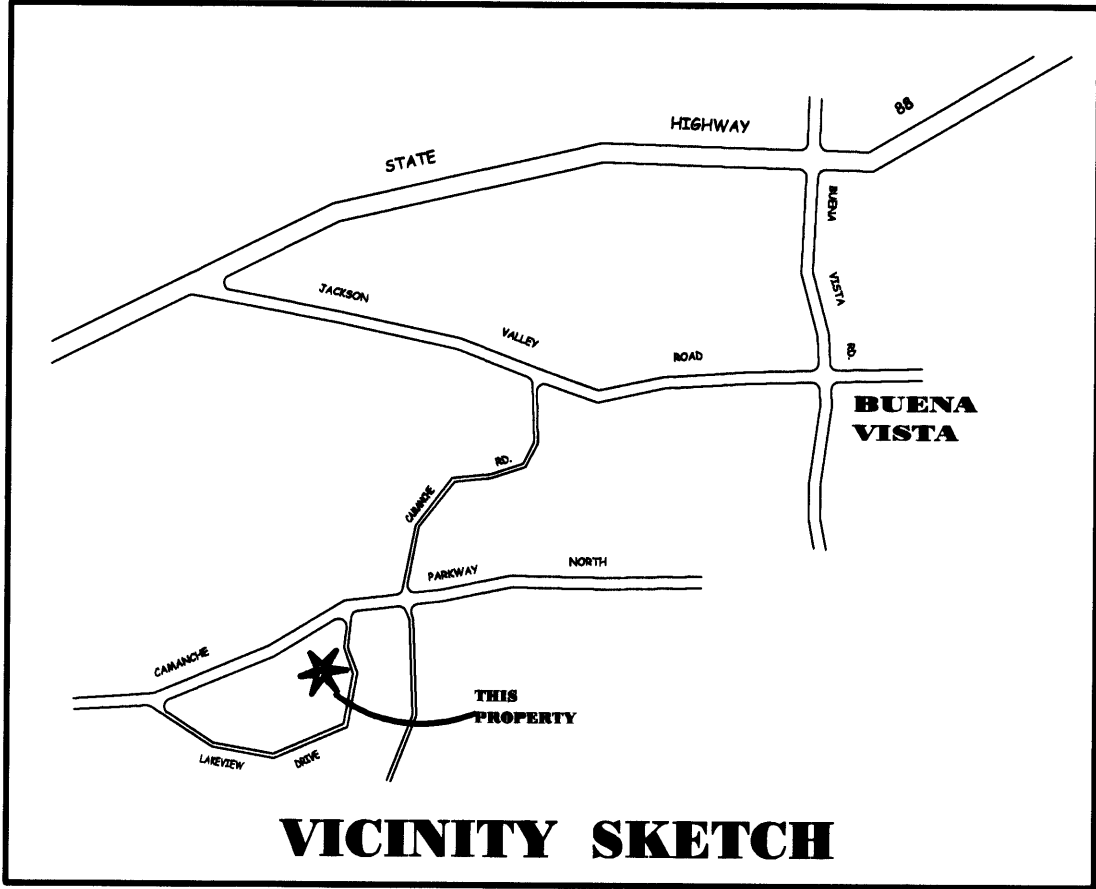 STATE HIGHWAY 88
BUENA VISTA RD.
JACKSON VALLEY ROAD
BUENA
VISTA
CAMANCHE RD.
CAMANCHE PARKWAY NORTH
THIS
PROPERTY
LAKEVIEW DRIVE
VICINITY SKETCH